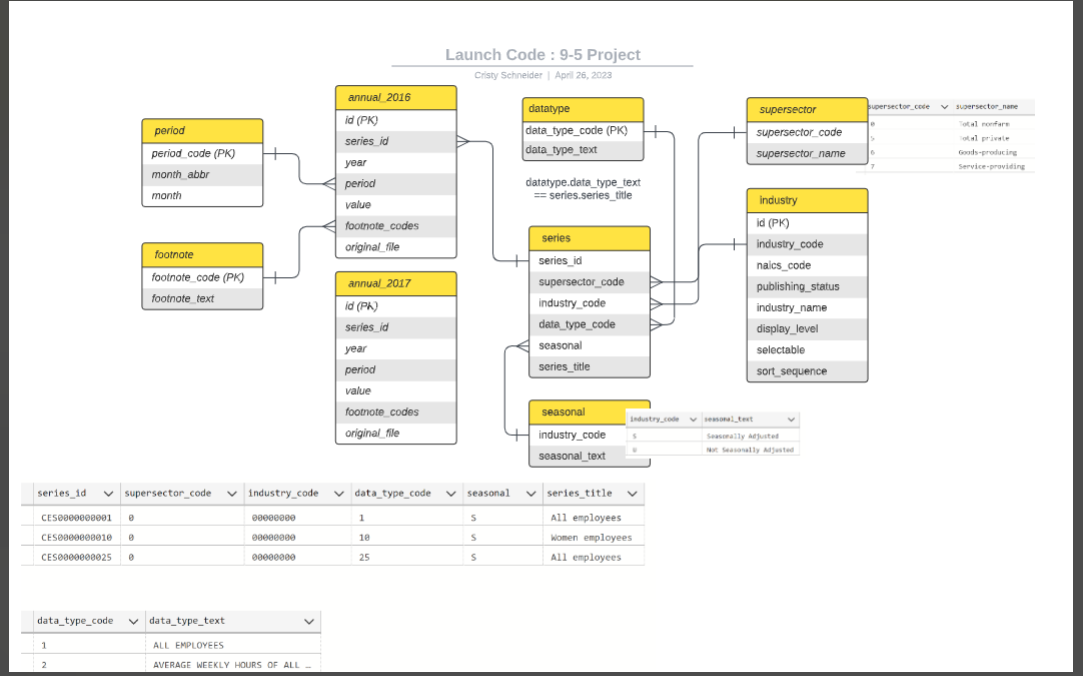 Launch Code : 9-5 Project
Cristy Schneider | April 26, 2023
period
period_code (PK)
month_abbr
month
footnote
footnote_code (PK)
footnote_text
annual_2016
id (PK)
series_id
year
period
value
footnote_codes
original_file
annual_2017
id (PK)
series_id
year
period
value
footnote_codes
original_file
datatype
data_type_code (PK)
data_type_text
datatype.data_type_text
== series.series_title
series
series_id
supersector_code
industry_code
data_type_code
seasonal
series_title
seasonal
industry_code
seasonal_text
industry_code seasonal_text
S Seasonally Adjusted
U Not Seasonally Adjusted
supersector
supersector_code
supersector_name
supersector_code supersector_name
0 Total nonfarm
5 Total private
6 Goods-producing
7 Service-providing
industry
id (PK)
industry_code
naics_code
publishing_status
industry_name
display_level
selectable
sort_sequence
series_id supersector_code industry_code data_type_code seasonal series_title
CES0000000001 0 00000000 1 S All employees
CES0000000010 0 00000000 10 S Women employees
CES0000000025 0 00000000 25 S All employees
data_type_code data_type_text
1 ALL EMPLOYEES
2 AVERAGE WEEKLY HOURS OF ALL …